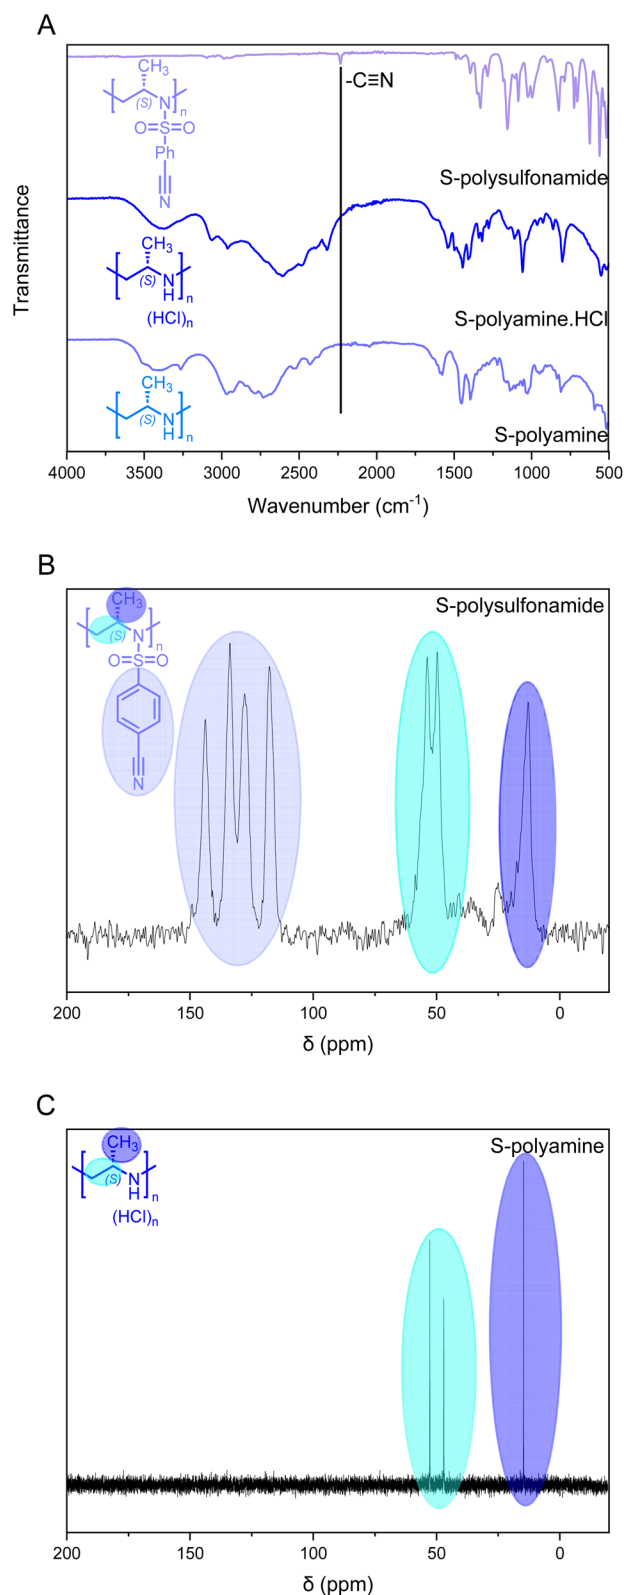 A
CH₃
(S)
N
n
O=S=O
Ph
N
-C≡N
S-polysulfonamide
CH₃
(S)
N
H
n
(HCl)n
S-polyamine.HCl
CH₃
(S)
N
H
n
S-polyamine
Transmittance
4000 3500 3000 2500 2000 1500 1000 500
Wavenumber (cm⁻¹)
B
S-polysulfonamide
CH₃
(S)
N
n
O=S=O
N
200 150 100 50 0
δ (ppm)
C
S-polyamine
CH₃
(S)
N
H
n
(HCl)n
200 150 100 50 0
δ (ppm)